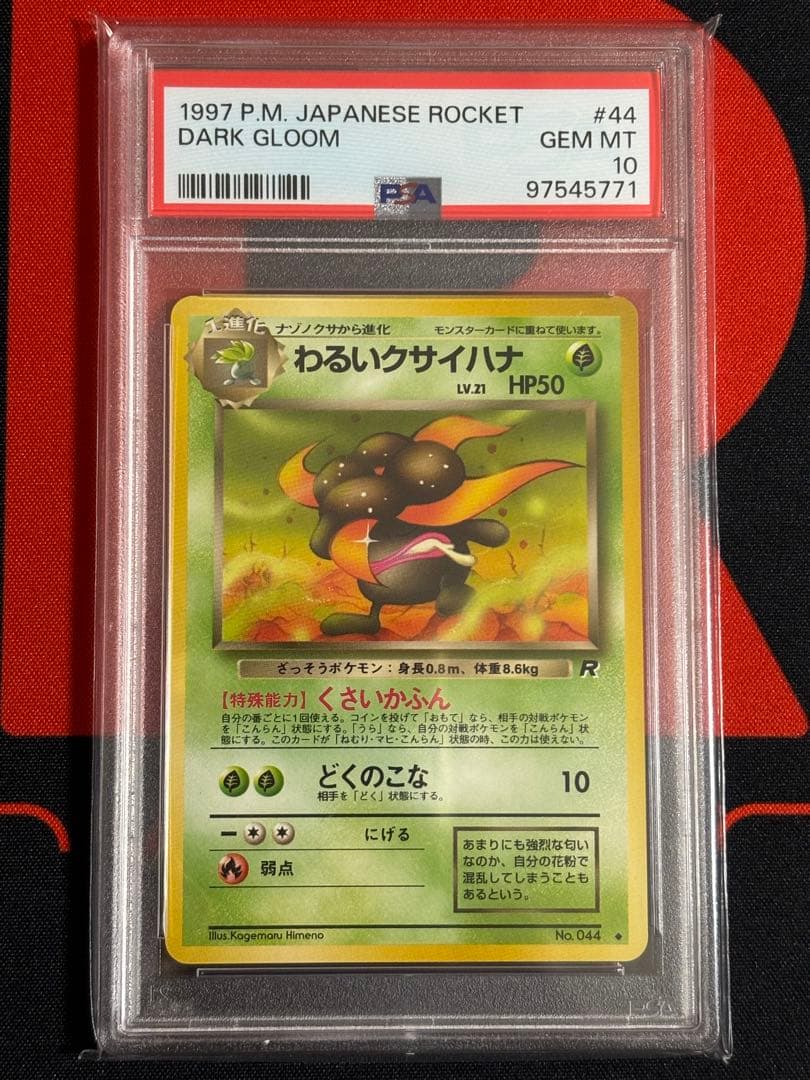 1997 P.M. JAPANESE ROCKET #44
DARK GLOOM GEM MT
10
PSA 97545771
1進化 ナゾノクサから進化 モンスターカードに重ねて使います。
わるいクサイハナ
LV.21 HP50
ざっそうポケモン：身長0.8m、体重8.6kg R
【特殊能力】くさいかふん
自分の番ごとに1回使える。コインを投げて「おもて」なら、相手の対戦ポケモン
を「こんらん」状態にする。「うら」なら、自分の対戦ポケモンを「こんらん」状
態にする。このカードが「ねむり・マヒ・こんらん」状態の時、この力は使えない。
どくのこな 10
相手を「どく」状態にする。
にげる
弱点
あまりにも強烈な匂い
なのか、自分の花粉で
混乱してしまうことも
あるという。
Illus.Kagemaru Himeno No. 044
PSA